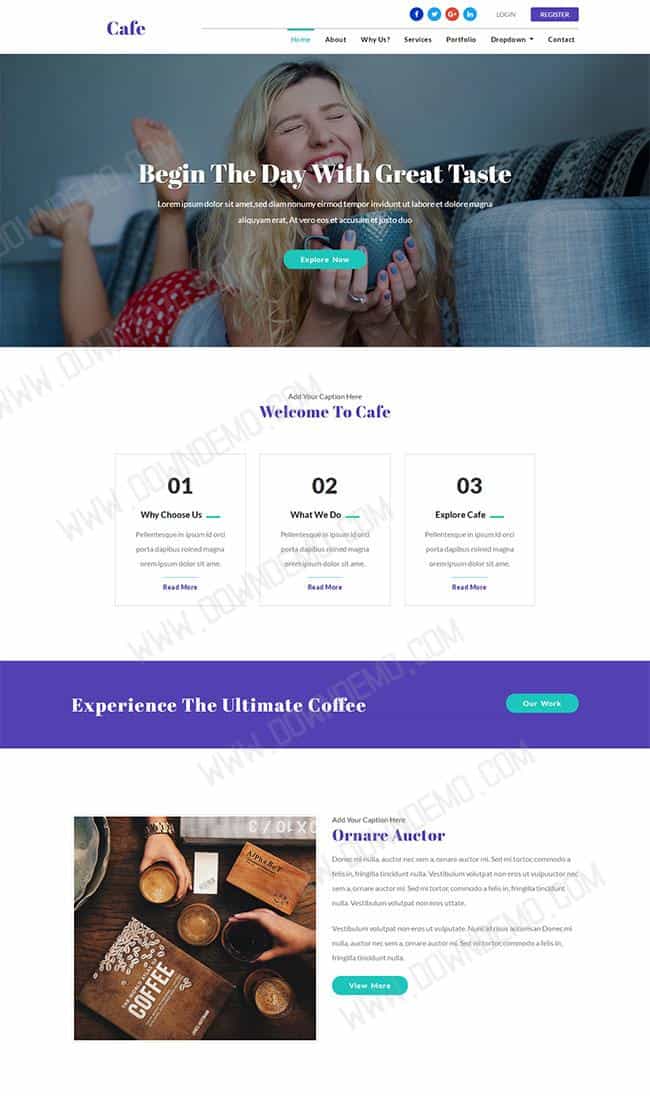 Cafe
LOGIN
REGISTER
Home About Why Us? Services Portfolio Dropdown Contact
Begin The Day With Great Taste
Lorem ipsum dolor sit amet,sed diam nonumy eirmod tempor invidunt ut labore et dolore magna
aliquyam erat, At vero eos et accusam et justo duo
Explore Now
Add Your Caption Here
Welcome To Cafe
01
Why Choose Us
Pellentesque in ipsum id orci
porta dapibus roined magna
orem ipsum dolor sit ame.
Read More
02
What We Do
Pellentesque in ipsum id orci
porta dapibus roined magna
orem ipsum dolor sit ame.
Read More
03
Explore Cafe
Pellentesque in ipsum id orci
porta dapibus roined magna
orem ipsum dolor sit ame.
Read More
Experience The Ultimate Coffee
Our Work
AlphaBeT
THE WORLD ATLAS OF
COFFEE
Add Your Caption Here
Ornare Auctor
Donec mi nulla, auctor nec sem a, ornare auctor mi. Sed mi tortor, commodo a
felis in, fringilla tincidunt nulla. Vestibulum volutpat non eros ut vulpuuctor nec
sem a, ornare auctor mi. Sed mi tortor, commodo a felis in, fringilla tincidunt
nulla. Vestibulum volutpat non eros uttate.
Vestibulum volutpat non eros ut vulputate. Nunc id risus accumsan Donec mi
nulla, auctor nec sem a, ornare auctor mi. Sed mi tortor, commodo a felis in,
fringilla tincidunt nulla.
View More
WWW.DOWNDEMO.COM
WWW.DOWNDEMO.COM
WWW.DOWNDEMO.COM
WWW.DOWNDEMO.COM